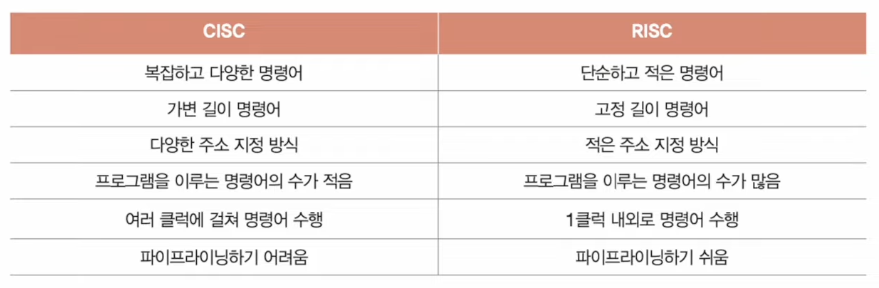 CISC RISC
복잡하고 다양한 명령어 단순하고 적은 명령어
가변 길이 명령어 고정 길이 명령어
다양한 주소 지정 방식 적은 주소 지정 방식
프로그램을 이루는 명령어의 수가 적음 프로그램을 이루는 명령어의 수가 많음
여러 클럭에 걸쳐 명령어 수행 1클럭 내외로 명령어 수행
파이프라이닝하기 어려움 파이프라이닝하기 쉬움